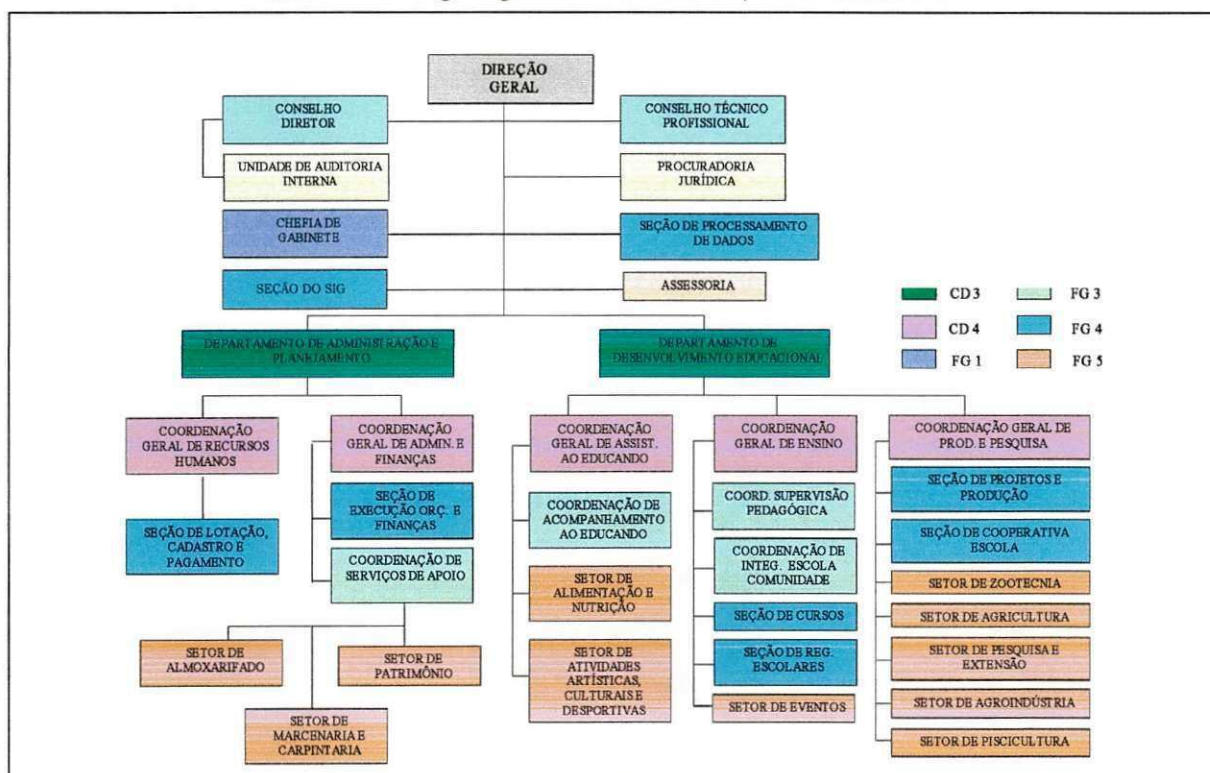 DIREÇÃO
GERAL
CONSELHO
DIRETOR
CONSELHO TÉCNICO
PROFISSIONAL
UNIDADE DE AUDITORIA
INTERNA
PROCURADORIA
JURÍDICA
CHEFIA DE
GABINETE
SEÇÃO DE PROCESSAMENTO
DE DADOS
SEÇÃO DO SIG
ASSESSORIA
CD 3
FG 3
CD 4
FG 4
FG 1
FG 5
DEPARTAMENTO DE ADMINISTRAÇÃO E
PLANEJAMENTO
DEPARTAMENTO DE
DESENVOLVIMENTO EDUCACIONAL
COORDENAÇÃO
GERAL DE RECURSOS
HUMANOS
SEÇÃO DE LOTAÇÃO,
CADASTRO E
PAGAMENTO
COORDENAÇÃO
GERAL DE ADMIN. E
FINANÇAS
SEÇÃO DE
EXECUÇÃO ORÇ. E
FINANÇAS
COORDENAÇÃO DE
SERVIÇOS DE APOIO
SETOR DE
ALMOXARIFADO
SETOR DE
MARCENARIA E
CARPINTARIA
SETOR DE
PATRIMÔNIO
COORDENAÇÃO
GERAL DE ASSIST.
AO EDUCANDO
COORDENAÇÃO DE
ACOMPANHAMENTO
AO EDUCANDO
SETOR DE
ALIMENTAÇÃO E
NUTRIÇÃO
SETOR DE
ATIVIDADES
ARTÍSTICAS,
CULTURAIS E
DESPORTIVAS
COORDENAÇÃO
GERAL DE ENSINO
COORD. SUPERVISÃO
PEDAGÓGICA
COORDENAÇÃO DE
INTEG. ESCOLA
COMUNIDADE
SEÇÃO DE CURSOS
SEÇÃO DE REG.
ESCOLARES
SETOR DE EVENTOS
COORDENAÇÃO GERAL DE
PROD. E PESQUISA
SEÇÃO DE PROJETOS E
PRODUÇÃO
SEÇÃO DE COOPERATIVA
ESCOLA
SETOR DE ZOOTECNIA
SETOR DE AGRICULTURA
SETOR DE PESQUISA E
EXTENSÃO
SETOR DE AGROINDÚSTRIA
SETOR DE PISCICULTURA